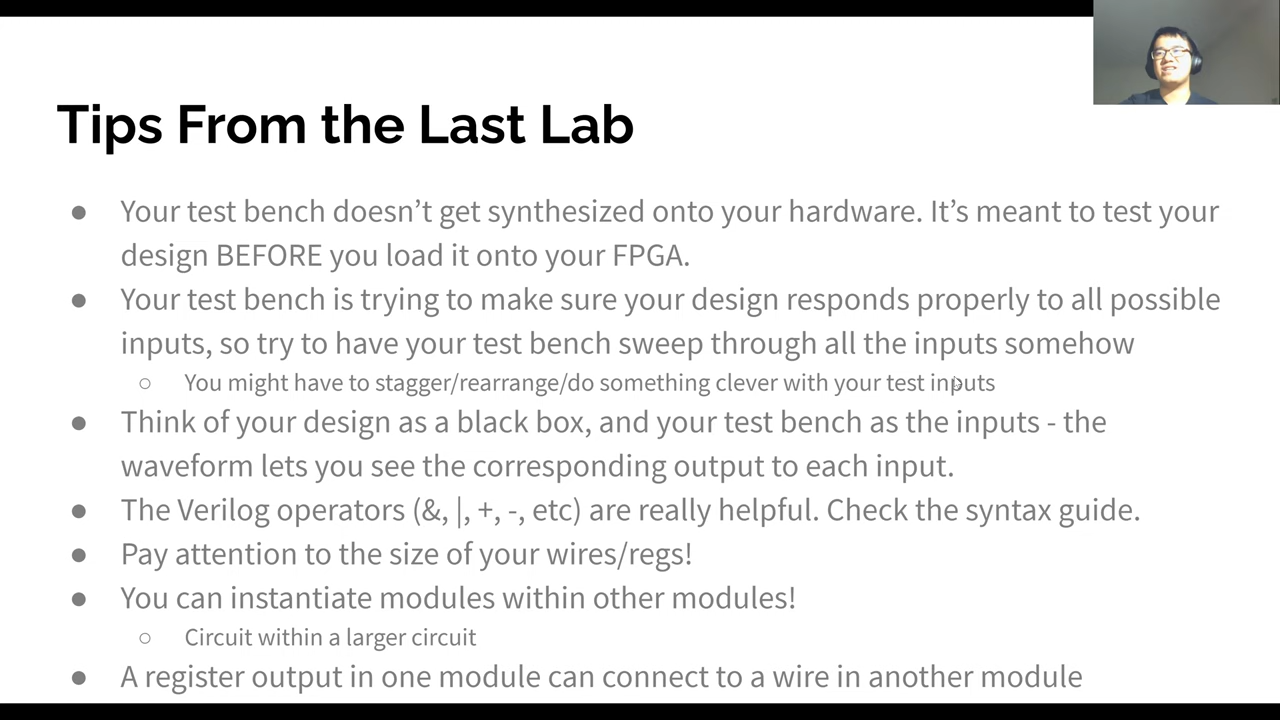 Tips From the Last Lab
● Your test bench doesn’t get synthesized onto your hardware. It’s meant to test your
design BEFORE you load it onto your FPGA.
● Your test bench is trying to make sure your design responds properly to all possible
inputs, so try to have your test bench sweep through all the inputs somehow
○ You might have to stagger/rearrange/do something clever with your test inputs
● Think of your design as a black box, and your test bench as the inputs - the
waveform lets you see the corresponding output to each input.
● The Verilog operators (&, |, +, -, etc) are really helpful. Check the syntax guide.
● Pay attention to the size of your wires/regs!
● You can instantiate modules within other modules!
○ Circuit within a larger circuit
● A register output in one module can connect to a wire in another module